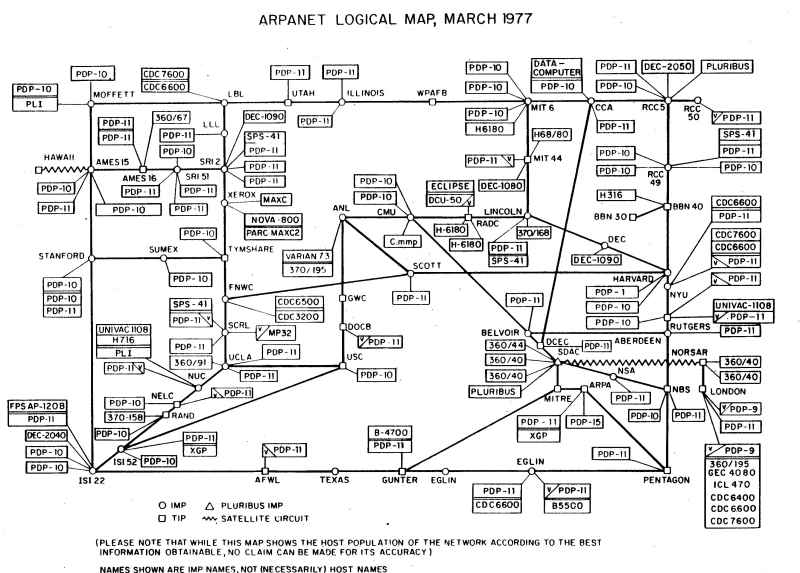 ARPANET LOGICAL MAP, MARCH 1977
PDP-10
CDC7600
CDC6600
PDP-11
PDP-11
PDP-10
DATA-
COMPUTER
PDP-10
PDP-11
DEC-2050
PLURIBUS
PDP-10
PLI
MOFFETT
LBL
UTAH
ILLINOIS
WPAFB
PDP-10
PDP-10
H6180
MIT 6
CCA
PDP-10
RCC5
RCC
50
PDP-11
PDP-11
PDP-11
360/67
PDP-11
PDP-11
LLL
PDP-11
DEC-1090
SPS-41
PDP-11
PDP-11
PDP-11
H68/80
MIT 44
PDP-11
DEC-1080
SPS-41
PDP-11
PDP-10
PDP-10
RCC
49
HAWAII
AMES15
AMES 16
PDP-10
SRI 51
SRI 2
PDP-10
PDP-11
PDP-10
PDP-11
PDP-11
XEROX
MAXC
NOVA-800
PARC MAXC2
PDP-10
PDP-10
ECLIPSE
DCU-50
H316
BBN 30
BBN 40
CDC6600
PDP-11
ANL
CMU
C.mmp
H-6180
H-6180
RADC
LINCOLN
370/168
PDP-11
SPS-41
DEC
DEC-1090
CDC7600
CDC6600
PDP-11
PDP-11
STANFORD
SUMEX
PDP-10
TYMSHARE
VARIAN 73
370/195
SCOTT
PDP-11
HARVARD
PDP-1
PDP-10
PDP-10
NYU
PDP-10
PDP-10
PDP-11
PDP-10
FNWC
CDC6500
CDC3200
GWC
UNIVAC-1108
PDP-11
PDP-11
RUTGERS
SPS-41
PDP-11
PDP-11
SCRL
MP32
DOCB
PDP-11
PDP-11
BELVOIR
DCEC
PDP-11
ABERDEEN
UNIVAC 1108
H716
PLI
PDP-11
360/91
UCLA
PDP-11
PDP-11
USC
PDP-10
360/44
360/40
360/40
PLURIBUS
SDAC
NORSAR
360/40
360/40
NUC
NELC
PDP-11
PDP-10
370-158
RAND
MITRE
ARPA
NSA
PDP-11
NBS
PDP-10
PDP-11
LONDON
PDP-9
PDP-11
FPS AP-120B
PDP-11
DEC-2040
PDP-10
PDP-10
PDP-10
PDP-11
XGP
ISI 52
PDP-10
B-4700
PDP-11
PDP-11
XGP
PDP-15
PDP-9
360/195
GEC 4080
ICL 470
CDC6400
CDC6600
CDC7600
PDP-11
PDP-11
EGLIN
ISI 22
AFWL
TEXAS
GUNTER
EGLIN
PENTAGON
PDP-11
CDC6600
PDP-11
B5500
IMP
PLURIBUS IMP
TIP
SATELLITE CIRCUIT
(PLEASE NOTE THAT WHILE THIS MAP SHOWS THE HOST POPULATION OF THE NETWORK ACCORDING TO THE BEST
INFORMATION OBTAINABLE, NO CLAIM CAN BE MADE FOR ITS ACCURACY)
NAMES SHOWN ARE IMP NAMES, NOT (NECESSARILY) HOST NAMES